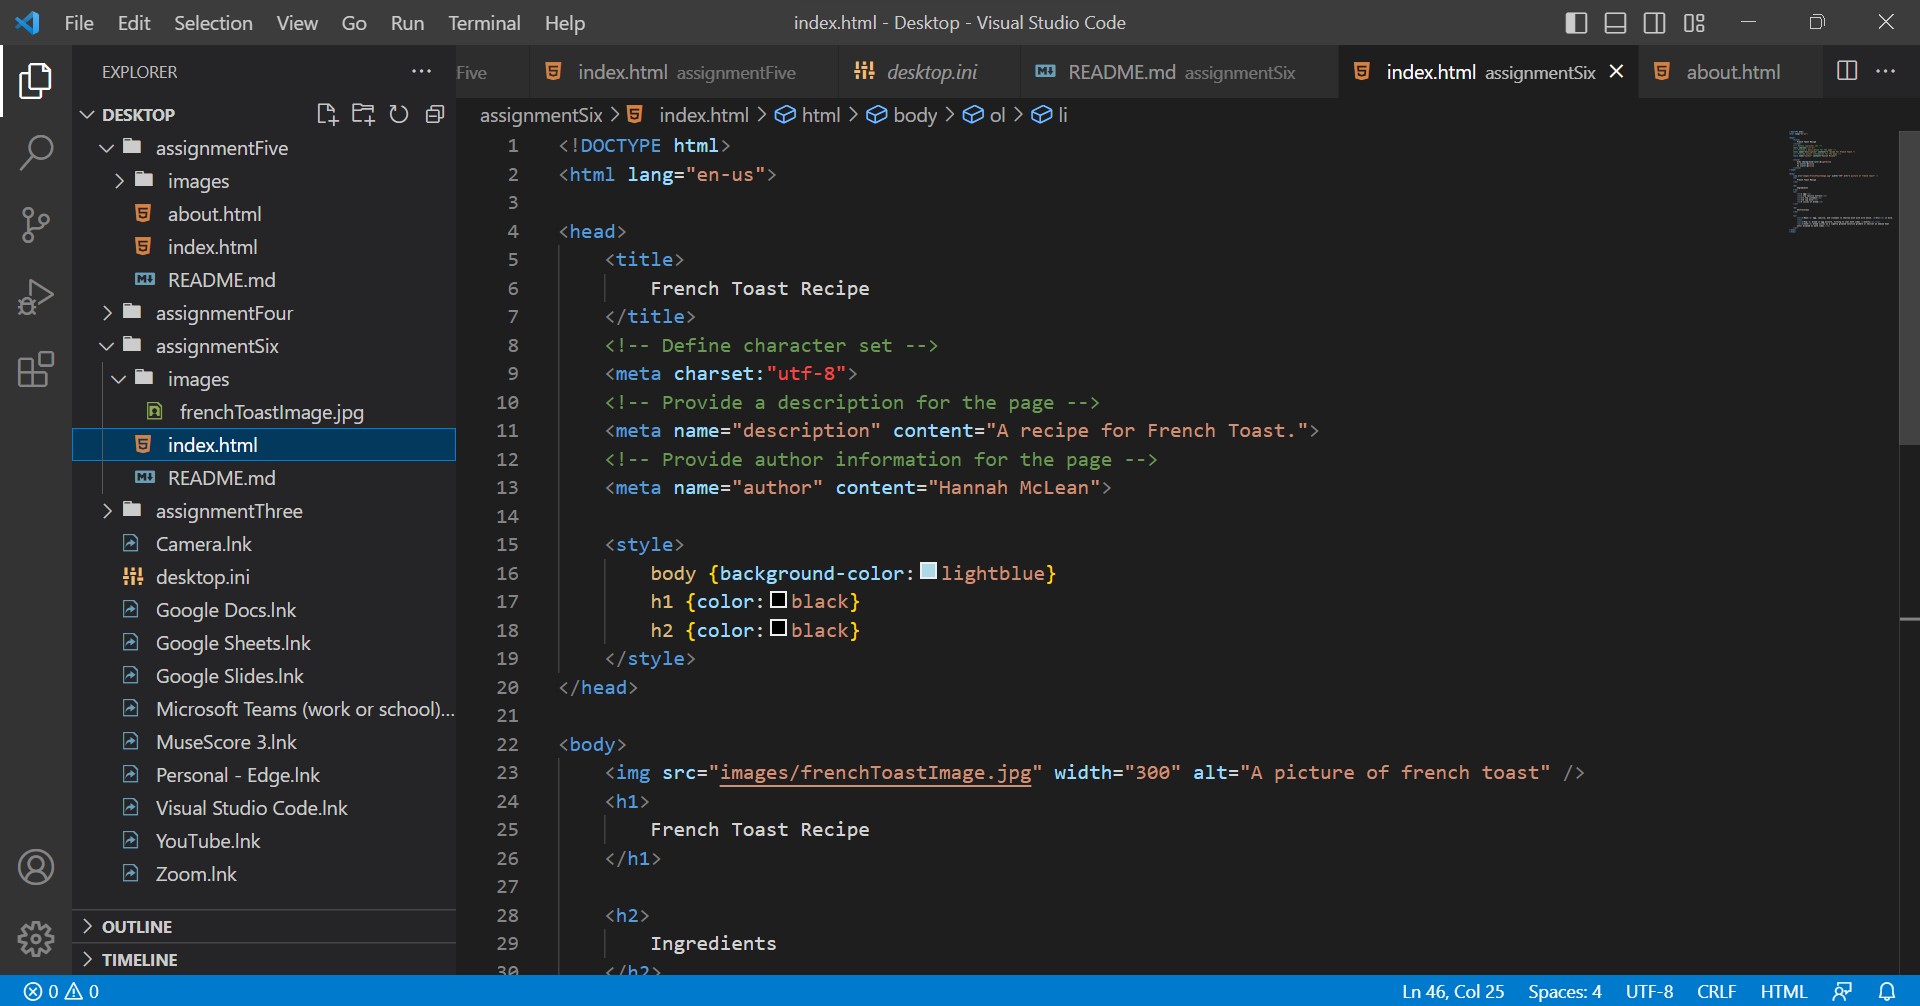 File Edit Selection View Go Run Terminal Help
index.html - Desktop - Visual Studio Code
EXPLORER
Five
index.html assignmentFive
desktop.ini
README.md assignmentSix
index.html assignmentSix
about.html
DESKTOP
assignmentFive
images
about.html
index.html
README.md
assignmentFour
assignmentSix
images
frenchToastImage.jpg
index.html
README.md
assignmentThree
Camera.lnk
desktop.ini
Google Docs.lnk
Google Sheets.lnk
Google Slides.lnk
Microsoft Teams (work or school)...
MuseScore 3.lnk
Personal - Edge.lnk
Visual Studio Code.lnk
YouTube.lnk
Zoom.lnk
OUTLINE
TIMELINE
assignmentSix > index.html > html > body > ol > li
1 <!DOCTYPE html>
2 <html lang="en-us">
3
4 <head>
5 <title>
6 French Toast Recipe
7 </title>
8 <!-- Define character set -->
9 <meta charset:"utf-8">
10 <!-- Provide a description for the page -->
11 <meta name="description" content="A recipe for French Toast.">
12 <!-- Provide author information for the page -->
13 <meta name="author" content="Hannah McLean">
14
15 <style>
16 body {background-color: lightblue}
17 h1 {color: black}
18 h2 {color: black}
19 </style>
20 </head>
21
22 <body>
23 <img src="images/frenchToastImage.jpg" width="300" alt="A picture of french toast" />
24 <h1>
25 French Toast Recipe
26 </h1>
27
28 <h2>
29 Ingredients
30 </h2>
0 0
Ln 46, Col 25 Spaces: 4 UTF-8 CRLF HTML